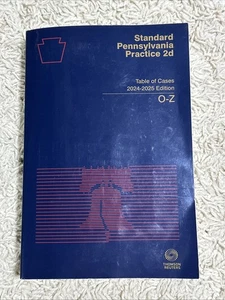 Standard
Pennsylvania
Practice 2d
Table of Cases
2024-2025 Edition
O-Z
THOMSON
REUTERS